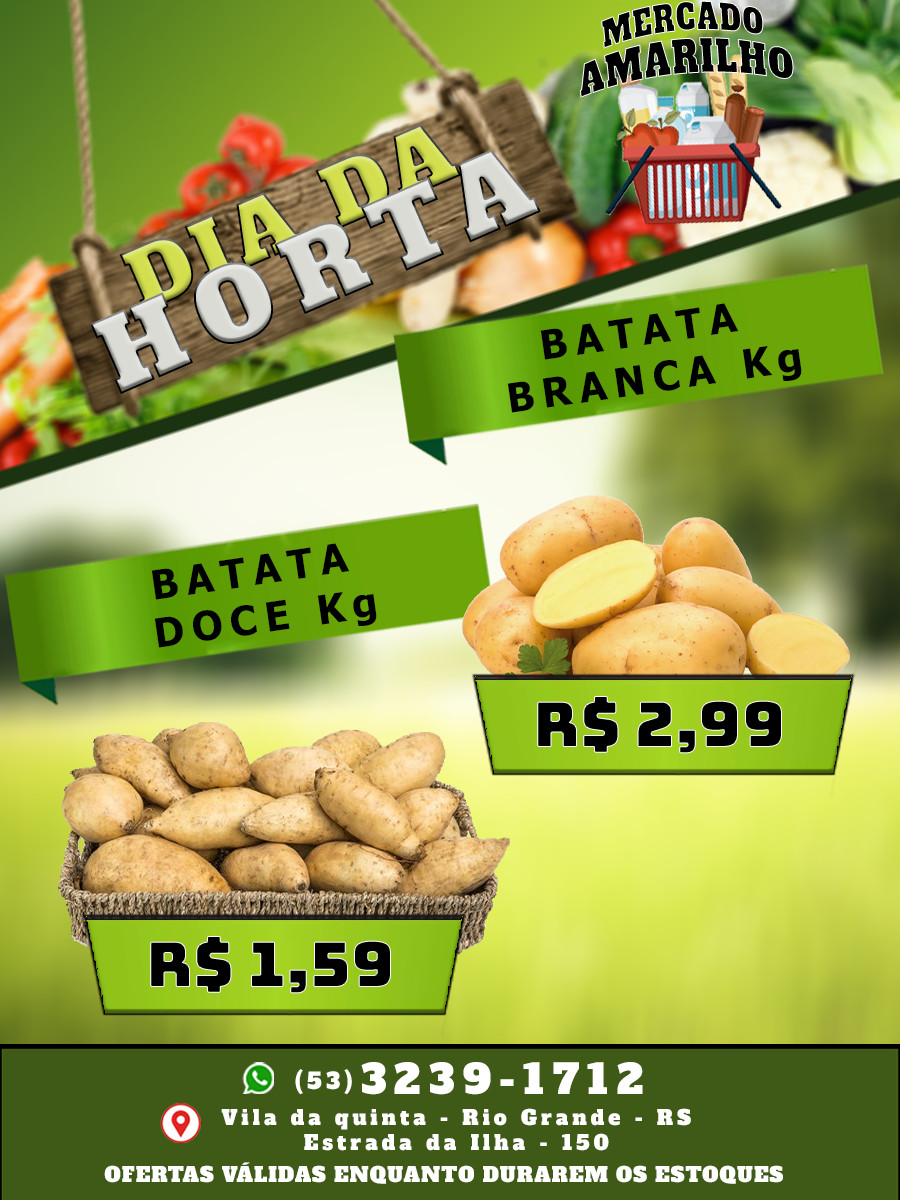 MERCADO
AMARILHO
DIA DA
HORTA
BATATA
BRANCA Kg
BATATA
DOCE Kg
R$ 2,99
R$ 1,59
(53) 3239-1712
Vila da quinta - Rio Grande - RS
Estrada da Ilha - 150
OFERTAS VÁLIDAS ENQUANTO DURAREM OS ESTOQUES